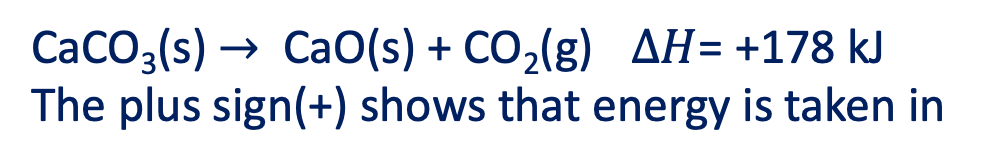 CaCO₃(s) → CaO(s) + CO₂(g) ΔH= +178 kJ
The plus sign(+) shows that energy is taken in